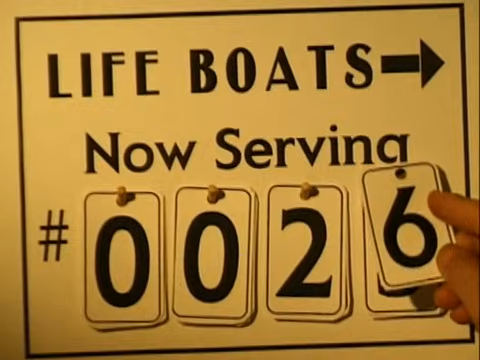 LIFE BOATS →
Now Serving
# 0026